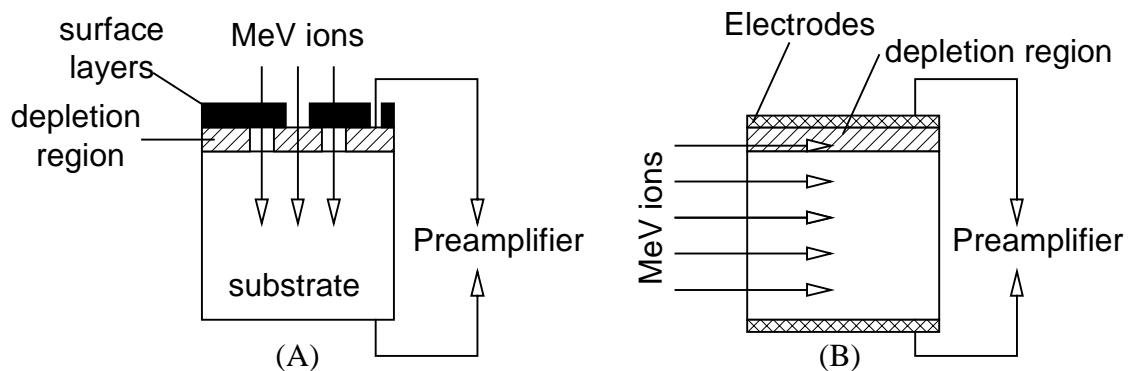 surface
layers
MeV ions
depletion
region
substrate
Preamplifier
(A)
Electrodes
depletion region
MeV ions
Preamplifier
(B)